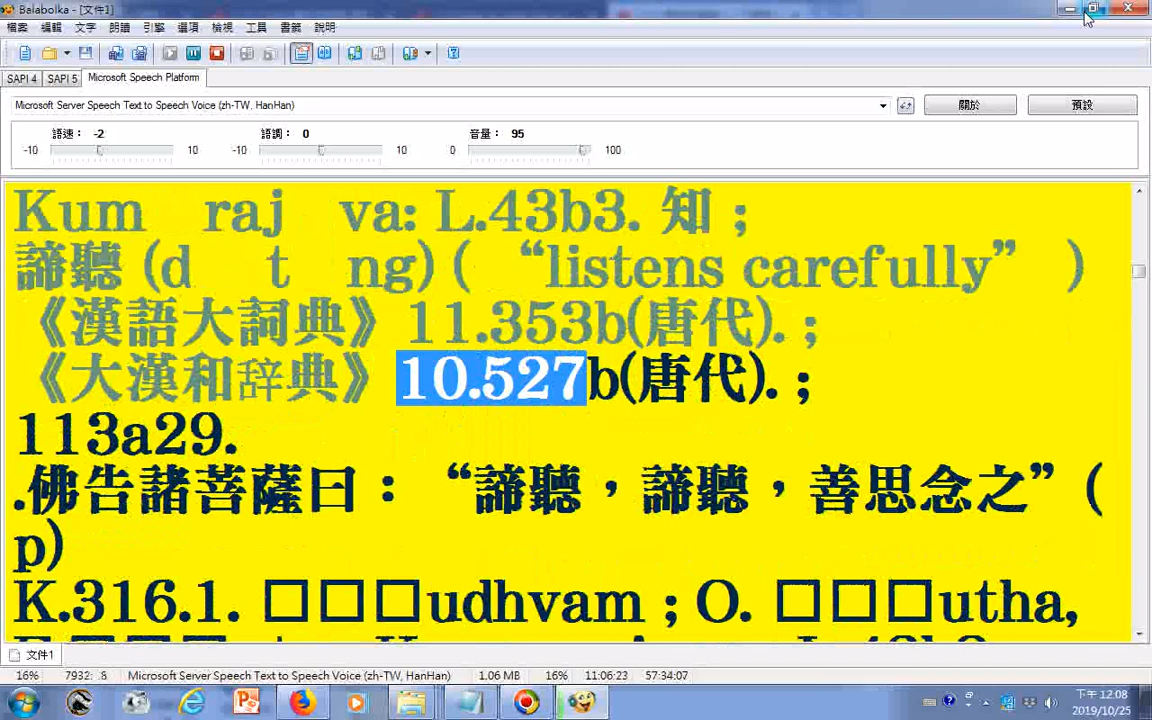 Balabolka - [文件1]
檔案 編輯 文字 朗讀 引擎 選項 檢視 工具 書籤 說明
SAPI 4 SAPI 5 Microsoft Speech Platform
Microsoft Server Speech Text to Speech Voice (zh-TW, HanHan) 關於 預設
語速： -2 語調： 0 音量： 95
-10 10 -10 10 0 100
Kum raj va: L.43b3. 知；
諦聽 (d t ng) ( “listens carefully” )
《漢語大詞典》 11.353b(唐代).；
《大漢和辞典》 10.527b(唐代).；
113a29.
.佛告諸菩薩曰：“諦聽，諦聽，善思念之” (
p)
K.316.1. □□□udhvam；O. □□□utha,
文件1
16% 7932: .8 Microsoft Server Speech Text to Speech Voice (zh-TW, HanHan) 1.06 MB 16% 11:06:23 57:34:07
下午 12:08
2019/10/25